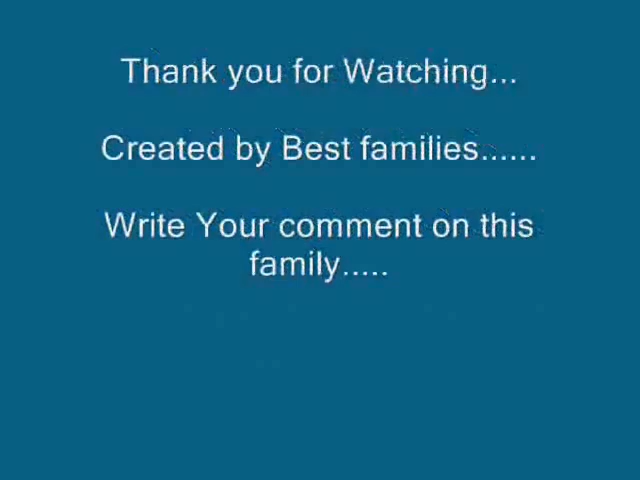 Thank you for Watching...
Created by Best families......
Write Your comment on this
family.....